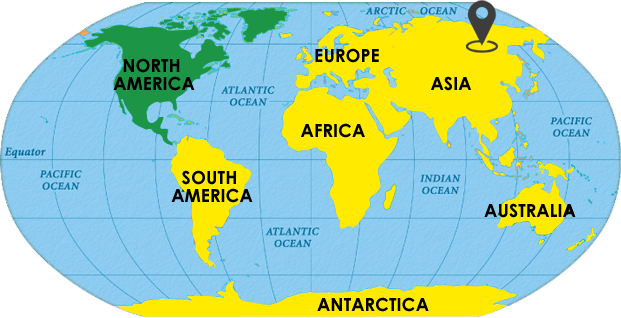 ARCTIC OCEAN
NORTH
AMERICA
EUROPE
ASIA
ATLANTIC
OCEAN
AFRICA
PACIFIC
OCEAN
Equator
PACIFIC
OCEAN
SOUTH
AMERICA
INDIAN
OCEAN
AUSTRALIA
ATLANTIC
OCEAN
ANTARCTICA